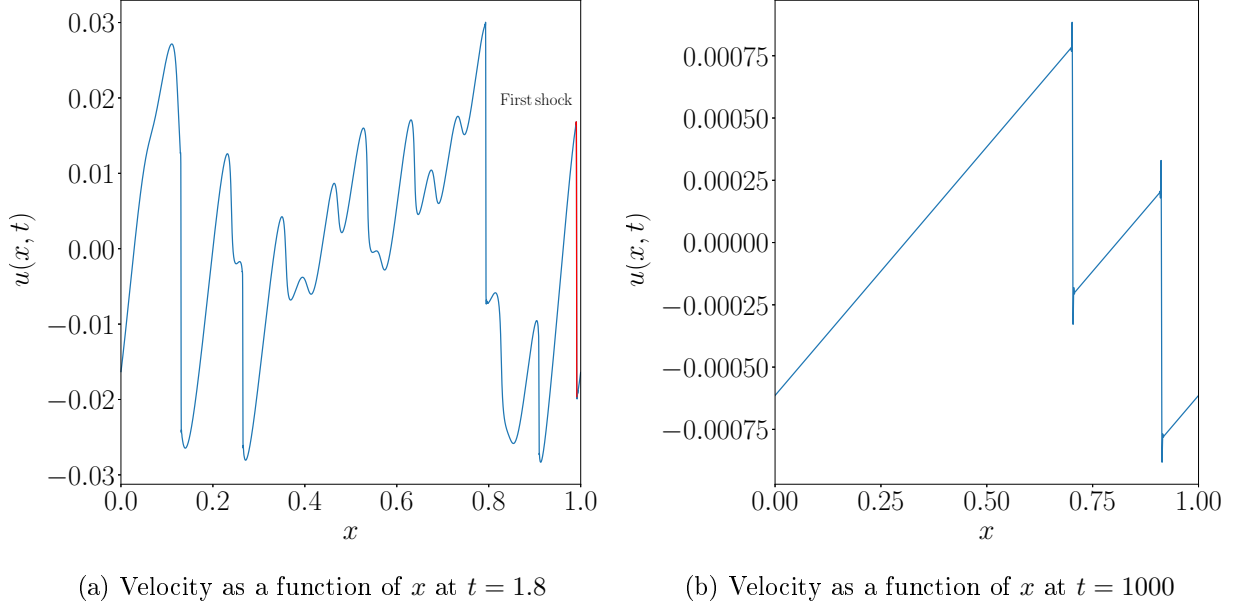 0.03
0.02
0.01
0.00
−0.01
−0.02
−0.03
u(x, t)
First shock
0.0 0.2 0.4 0.6 0.8 1.0
x
0.00075
0.00050
0.00025
0.00000
−0.00025
−0.00050
−0.00075
u(x, t)
0.00 0.25 0.50 0.75 1.00
x
(a) Velocity as a function of x at t = 1.8
(b) Velocity as a function of x at t = 1000